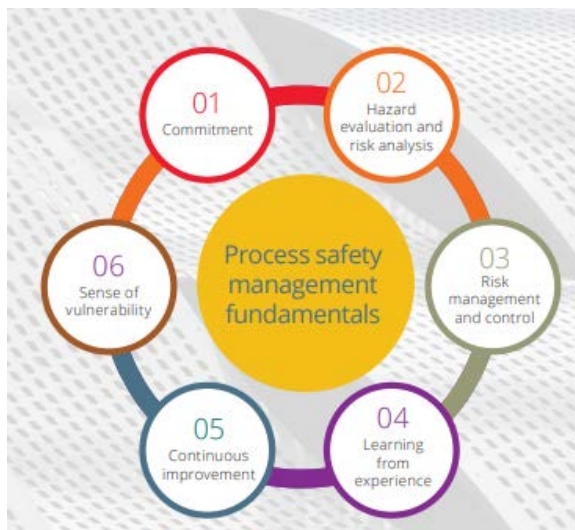 01
Commitment
02
Hazard
evaluation and
risk analysis
03
Risk
management
and control
04
Learning
from
experience
05
Continuous
improvement
06
Sense of
vulnerability
Process safety
management
fundamentals